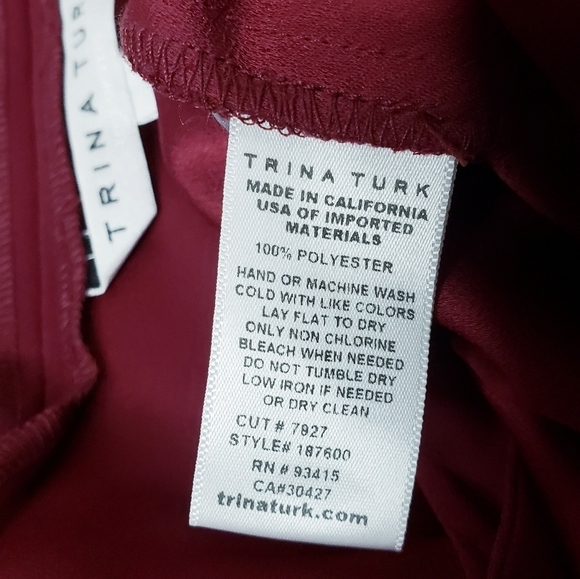 TRINA TUR
TRINA TURK
MADE IN CALIFORNIA
USA OF IMPORTED
MATERIALS
100% POLYESTER
HAND OR MACHINE WASH
COLD WITH LIKE COLORS
LAY FLAT TO DRY
ONLY NON CHLORINE
BLEACH WHEN NEEDED
DO NOT TUMBLE DRY
LOW IRON IF NEEDED
OR DRY CLEAN
CUT # 7927
STYLE# 187600
RN # 93415
CA#30427
trinaturk.com